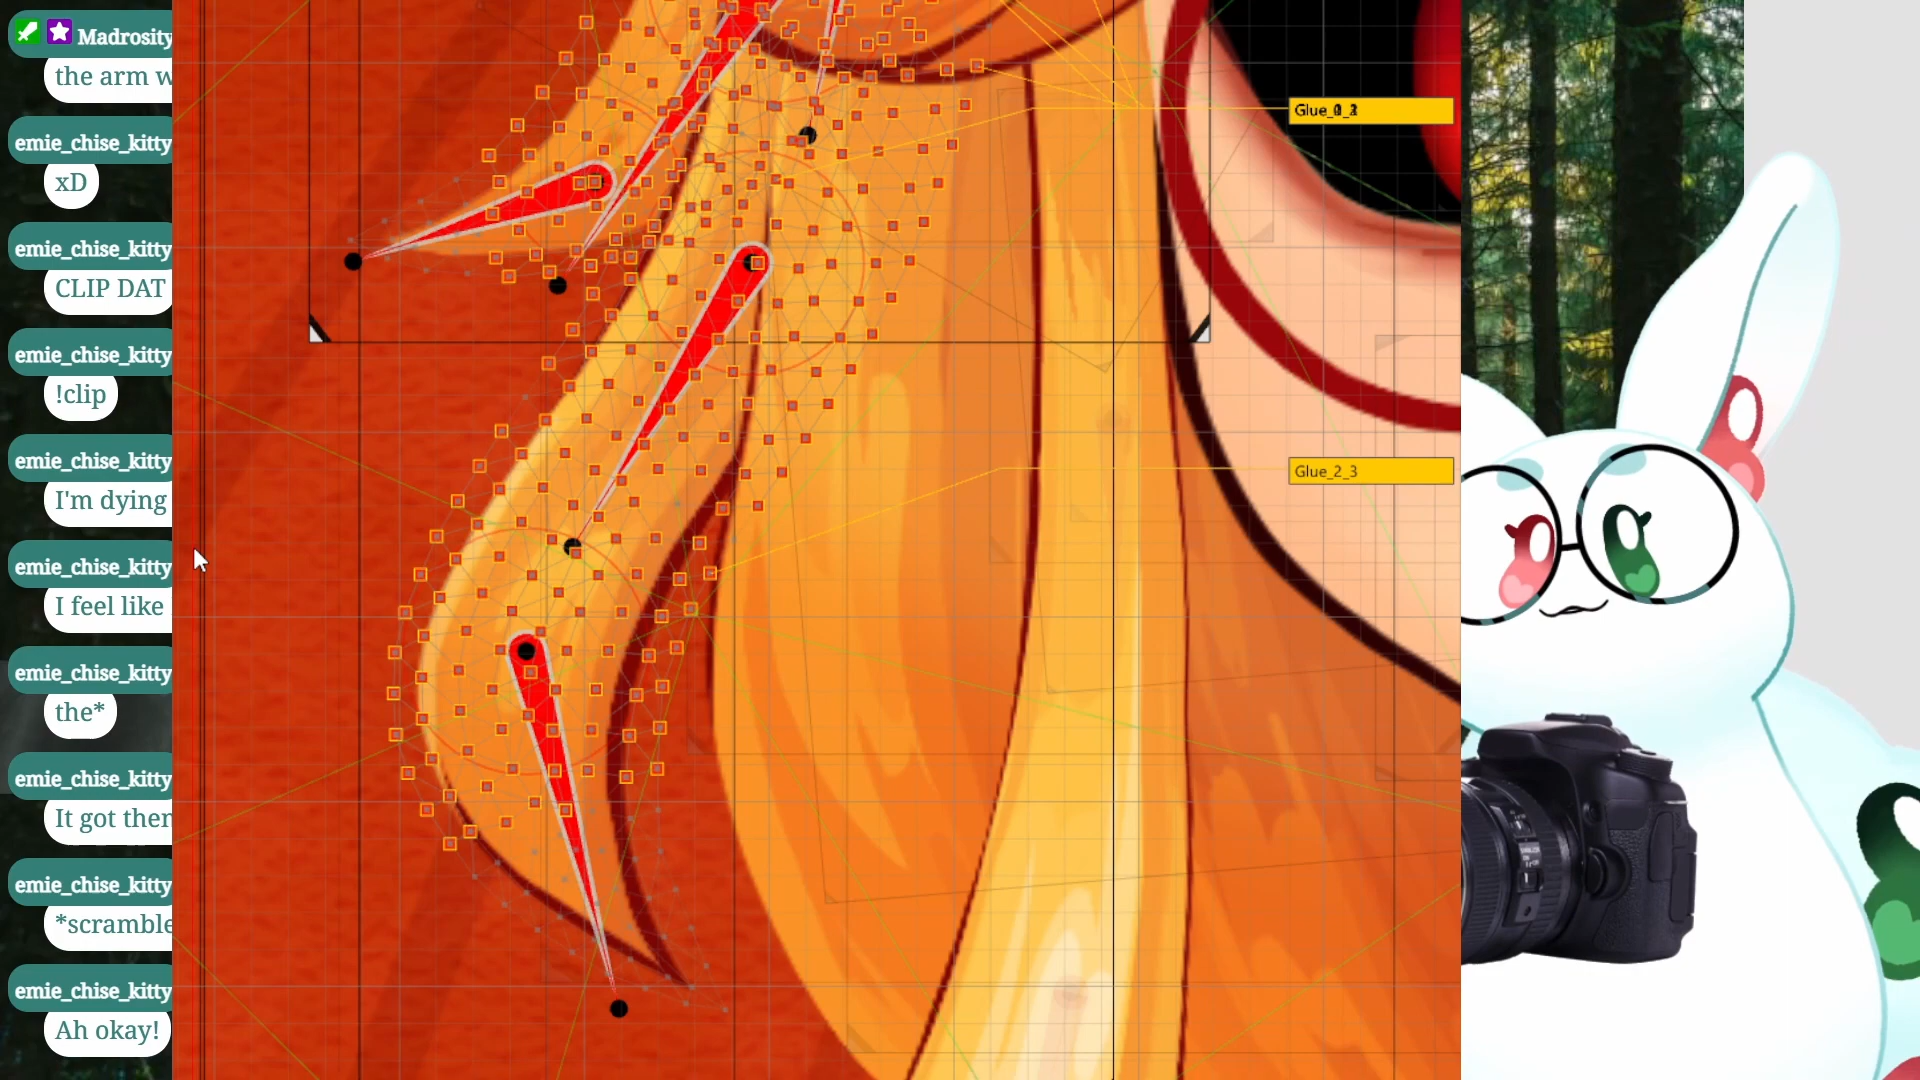 Madrosity
the arm w
emie_chise_kitty
xD
emie_chise_kitty
CLIP DAT
emie_chise_kitty
!clip
emie_chise_kitty
I'm dying
emie_chise_kitty
I feel like
emie_chise_kitty
the*
emie_chise_kitty
It got then
emie_chise_kitty
*scramble
emie_chise_kitty
Ah okay!
Glue_2_3